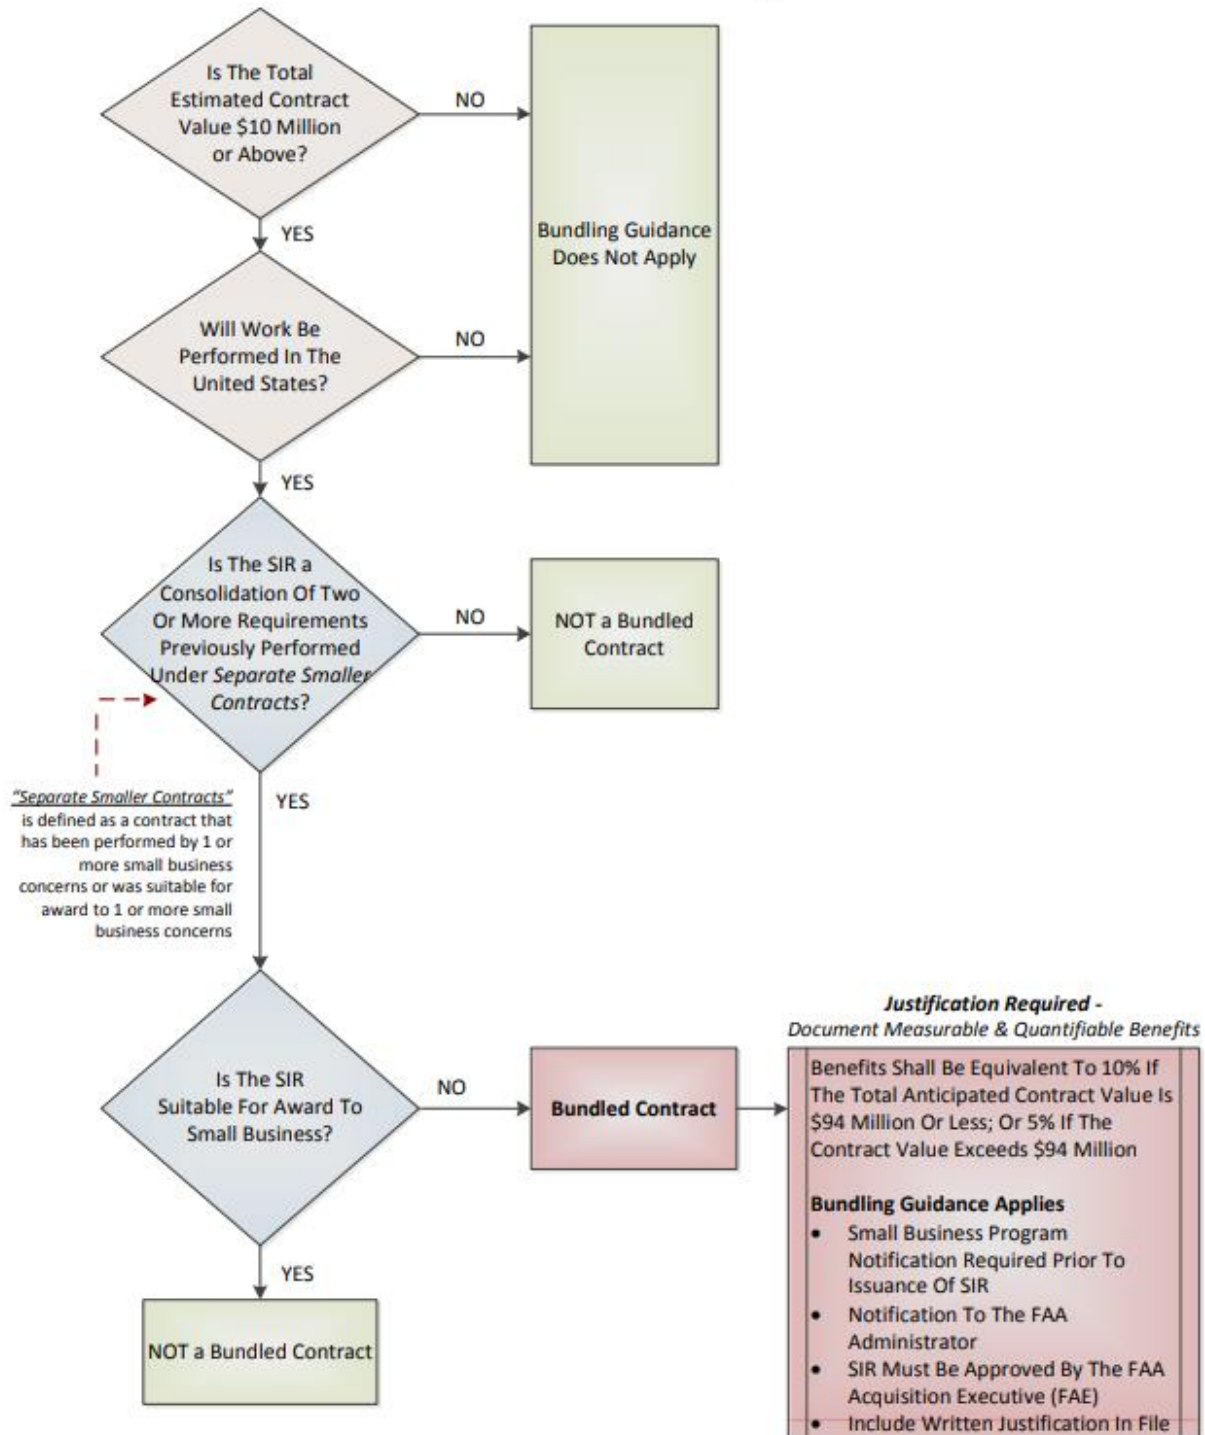 Is The Total
Estimated Contract
Value $10 Million
or Above?
NO
Bundling Guidance
Does Not Apply
YES
Will Work Be
Performed In The
United States?
NO
YES
Is The SIR a
Consolidation Of Two
Or More Requirements
Previously Performed
Under Separate Smaller
Contracts?
NO
NOT a Bundled
Contract
"Separate Smaller Contracts"
is defined as a contract that
has been performed by 1 or
more small business
concerns or was suitable for
award to 1 or more small
business concerns
YES
Is The SIR
Suitable For Award To
Small Business?
NO
Bundled Contract
Justification Required -
Document Measurable & Quantifiable Benefits
Benefits Shall Be Equivalent To 10% If
The Total Anticipated Contract Value Is
$94 Million Or Less; Or 5% If The
Contract Value Exceeds $94 Million
Bundling Guidance Applies
• Small Business Program
Notification Required Prior To
Issuance Of SIR
• Notification To The FAA
Administrator
• SIR Must Be Approved By The FAA
Acquisition Executive (FAE)
• Include Written Justification In File
YES
NOT a Bundled Contract